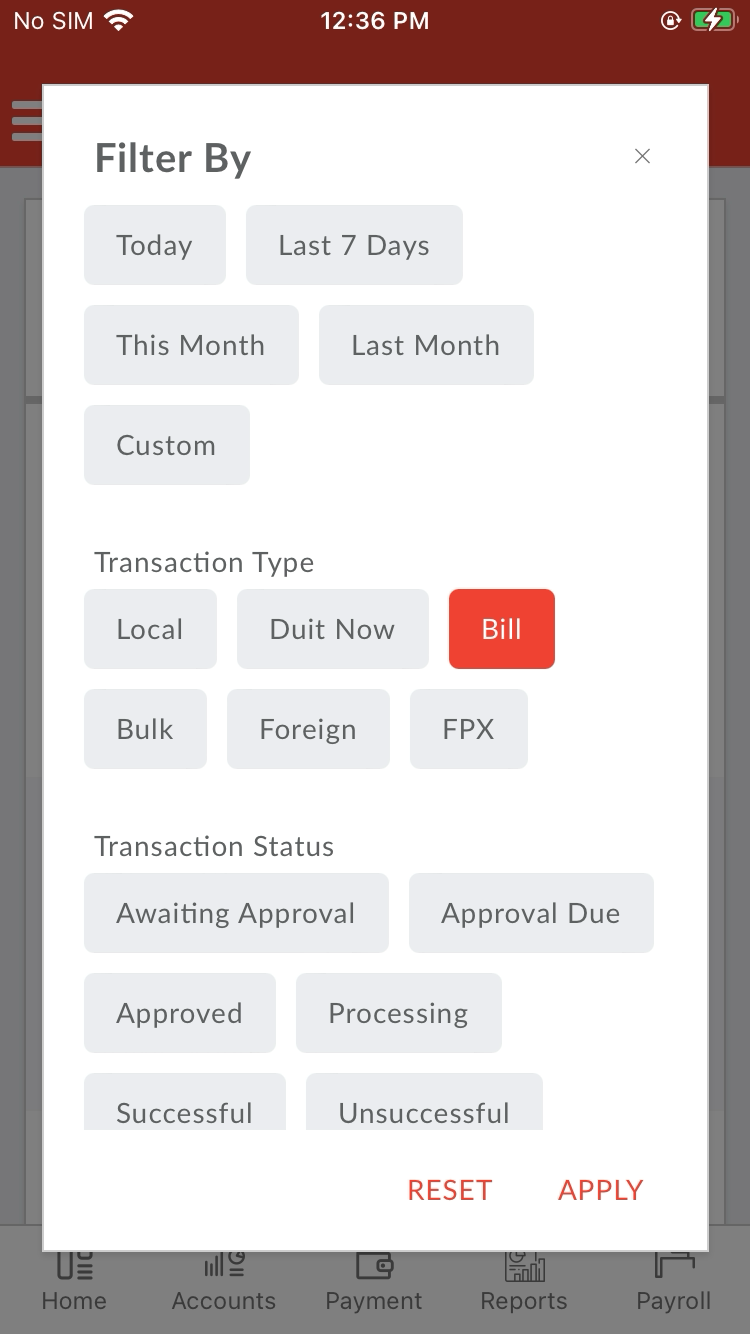 No SIM 12:36 PM
Filter By
Today Last 7 Days
This Month Last Month
Custom
Transaction Type
Local Duit Now Bill
Bulk Foreign FPX
Transaction Status
Awaiting Approval Approval Due
Approved Processing
Successful Unsuccessful
RESET APPLY
Home Accounts Payment Reports Payroll